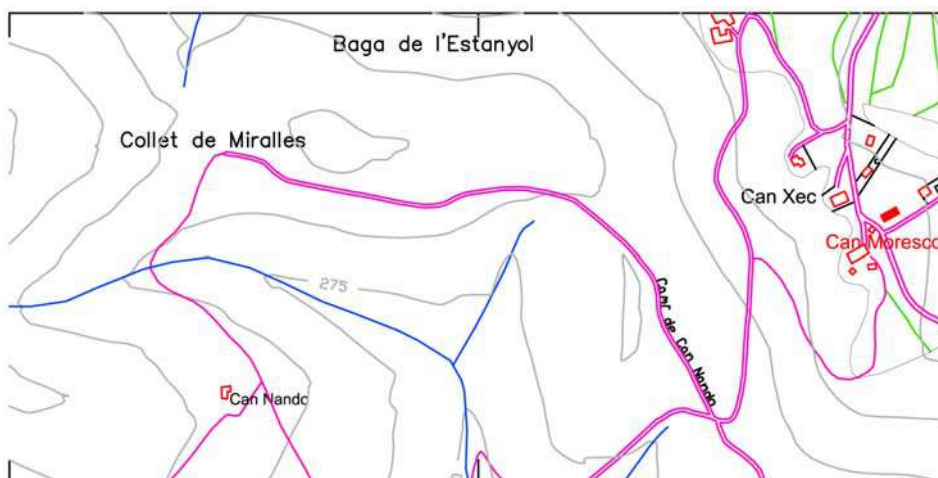 Baga de l'Estanyol
Collet de Miralles
Can Xec
Can Moresco
275
Camí de Can Nando
Can Nando